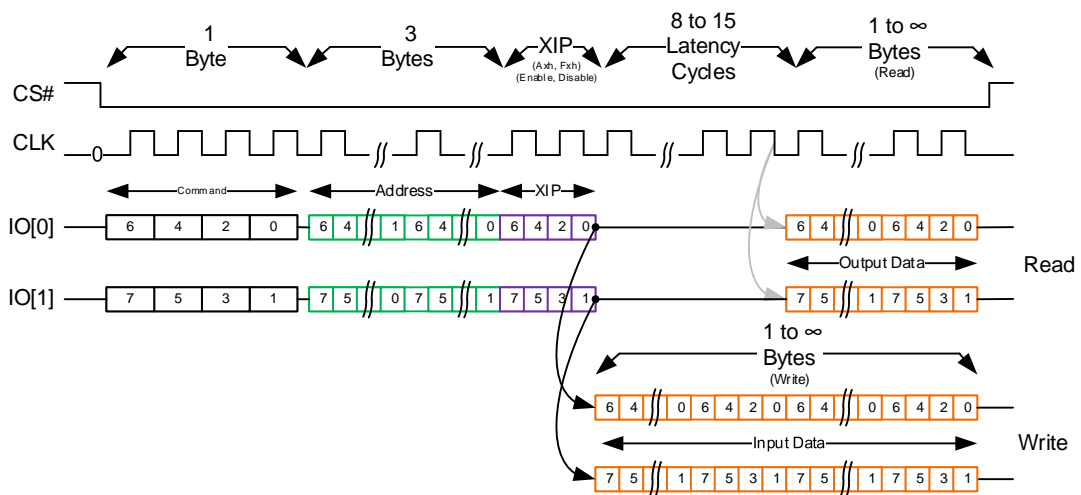 1 Byte
3 Bytes
XIP
(Axh, Fxh)
(Enable, Disable)
8 to 15 Latency Cycles
1 to ∞ Bytes
(Read)
CS#
CLK 0
Command Address XIP
IO[0] 6 4 2 0 6 4 1 6 4 0 6 4 2 0 6 4 0 6 4 2 0
Output Data Read
IO[1] 7 5 3 1 7 5 0 7 5 1 7 5 3 1 7 5 1 7 5 3 1
1 to ∞
Bytes
(Write)
6 4 0 6 4 2 0 6 4 0 6 4 2 0
Input Data Write
7 5 1 7 5 3 1 7 5 1 7 5 3 1